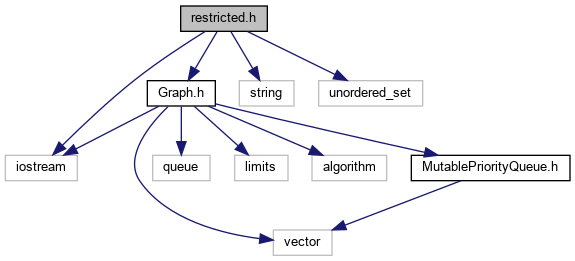 restricted.h
Graph.h
string
unordered_set
iostream
queue
limits
algorithm
MutablePriorityQueue.h
vector